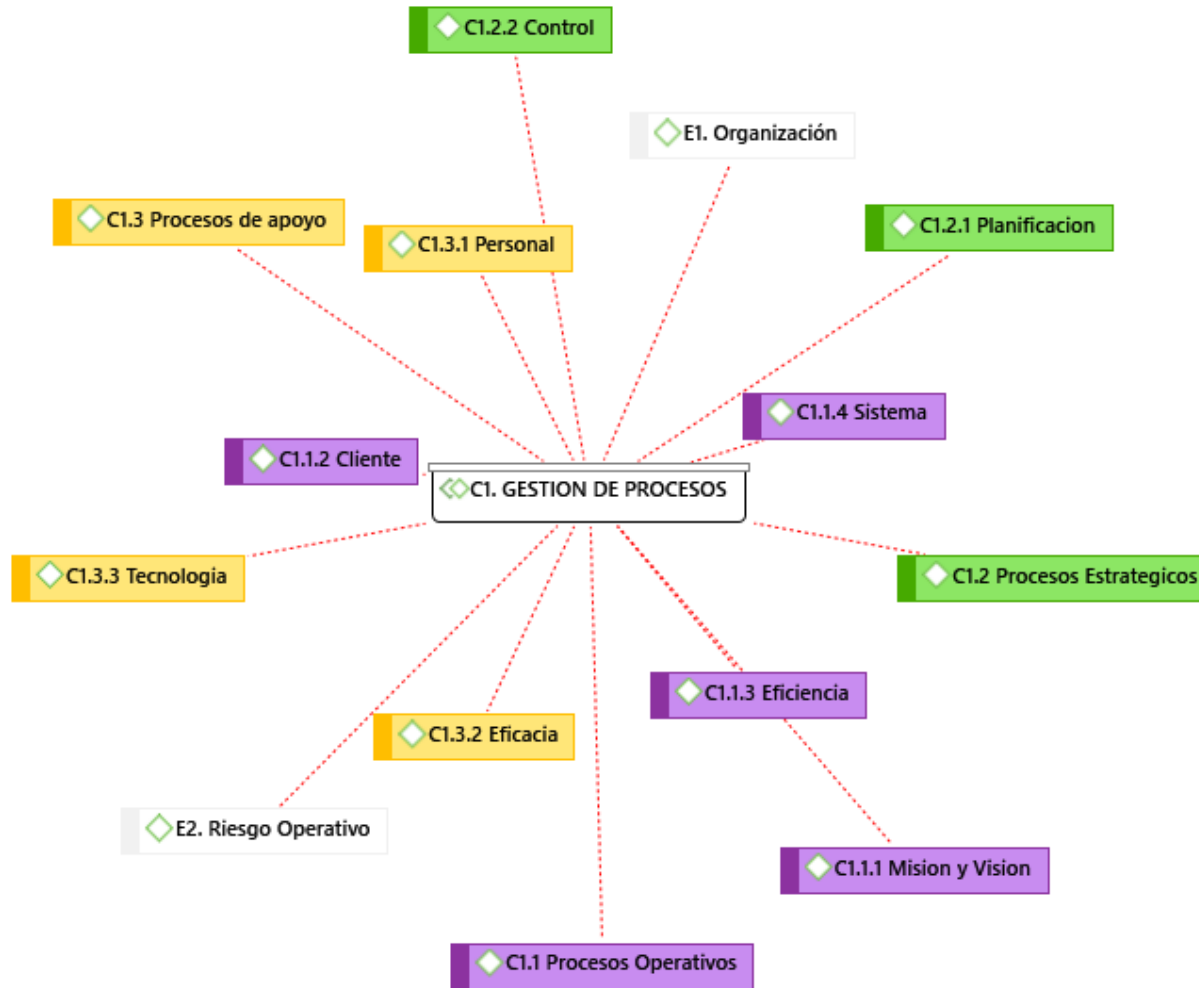 C1.2.2 Control
E1. Organización
C1.3 Procesos de apoyo
C1.2.1 Planificacion
C1.3.1 Personal
C1.1.4 Sistema
C1.1.2 Cliente
C1. GESTION DE PROCESOS
C1.3.3 Tecnologia
C1.2 Procesos Estrategicos
C1.1.3 Eficiencia
C1.3.2 Eficacia
E2. Riesgo Operativo
C1.1.1 Mision y Vision
C1.1 Procesos Operativos